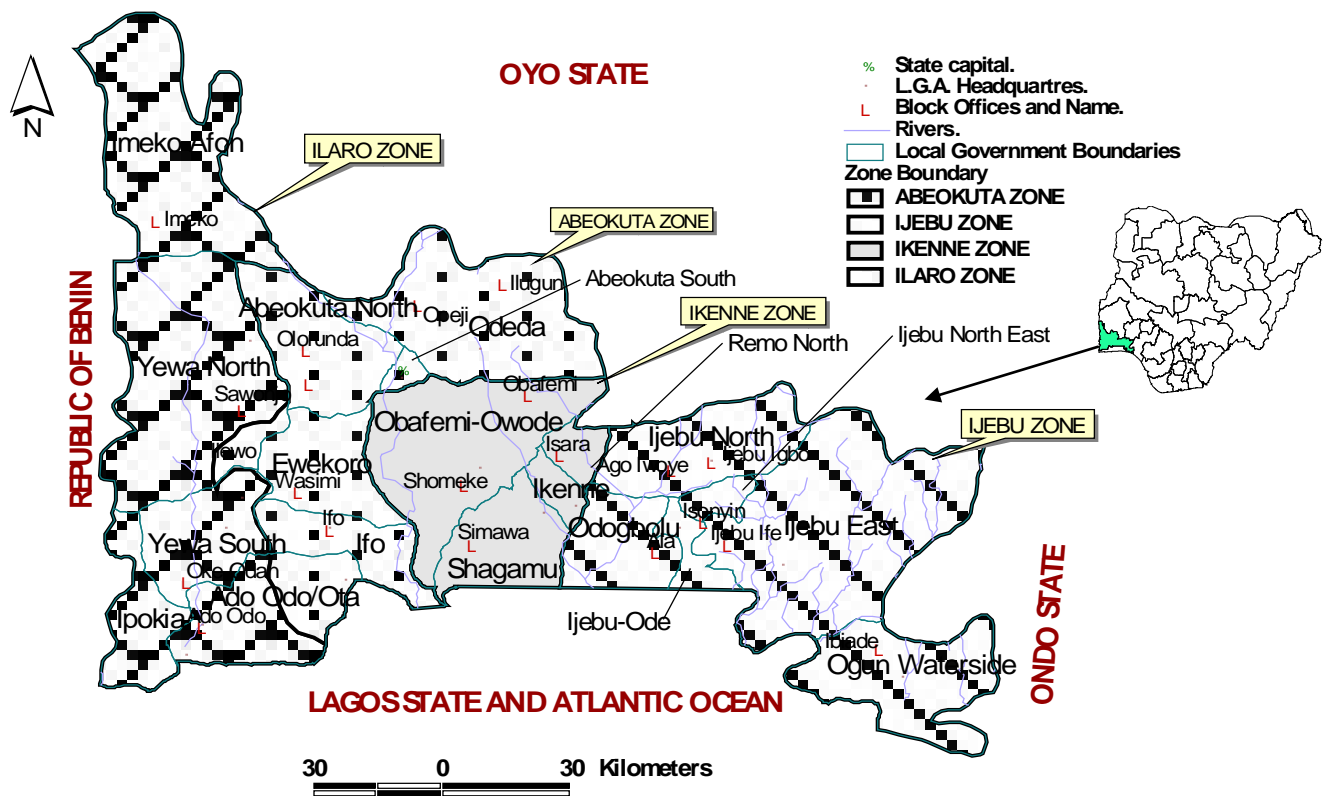 OYO STATE
% State capital.
L.G.A. Headquartres.
L Block Offices and Name.
Rivers.
Local Government Boundaries
Zone Boundary
ABEOKUTA ZONE
IJEBU ZONE
IKENNE ZONE
ILARO ZONE
N
Imeko Afon
ILARO ZONE
L Imeko
ABEOKUTA ZONE
Abeokuta South
L Ilugun
REPUBLIC OF BENIN
Abeokuta North
L
Opeji
Odeda
IKENNE ZONE
Remo North
Ijebu North East
Olorunda
L
Yewa North
%
L
Sawonjo
L
Obafemi
L
Obafemi-Owode
IJEBU ZONE
Ijebu North
Isara
L
Ilewo
Ewekoro
Ago Iwoye
L
L
Ijebu Igbo
Wasimi
L
Shomeke
L
Ikenne
Isonyin
L
Ifo
L
Ifo
Simawa
L
Odogbolu
Ala
L
Ijebu Ife
L
Ijebu East
Yewa South
Oke Odan
L
Shagamu
Ado Odo/Ota
Ipokia
Ado Odo
L
Ijebu-Ode
Ibiade
L
Ogun Waterside
ONDO STATE
LAGOS STATE AND ATLANTIC OCEAN
30 0 30 Kilometers